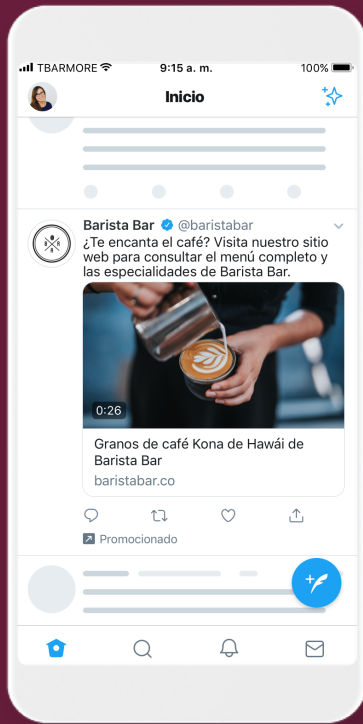 TBARMORE
9:15 a. m.
100%
Inicio
Barista Bar @baristabar
¿Te encanta el café? Visita nuestro sitio
web para consultar el menú completo y
las especialidades de Barista Bar.
0:26
Granos de café Kona de Hawái de
Barista Bar
baristabar.co
Promocionado